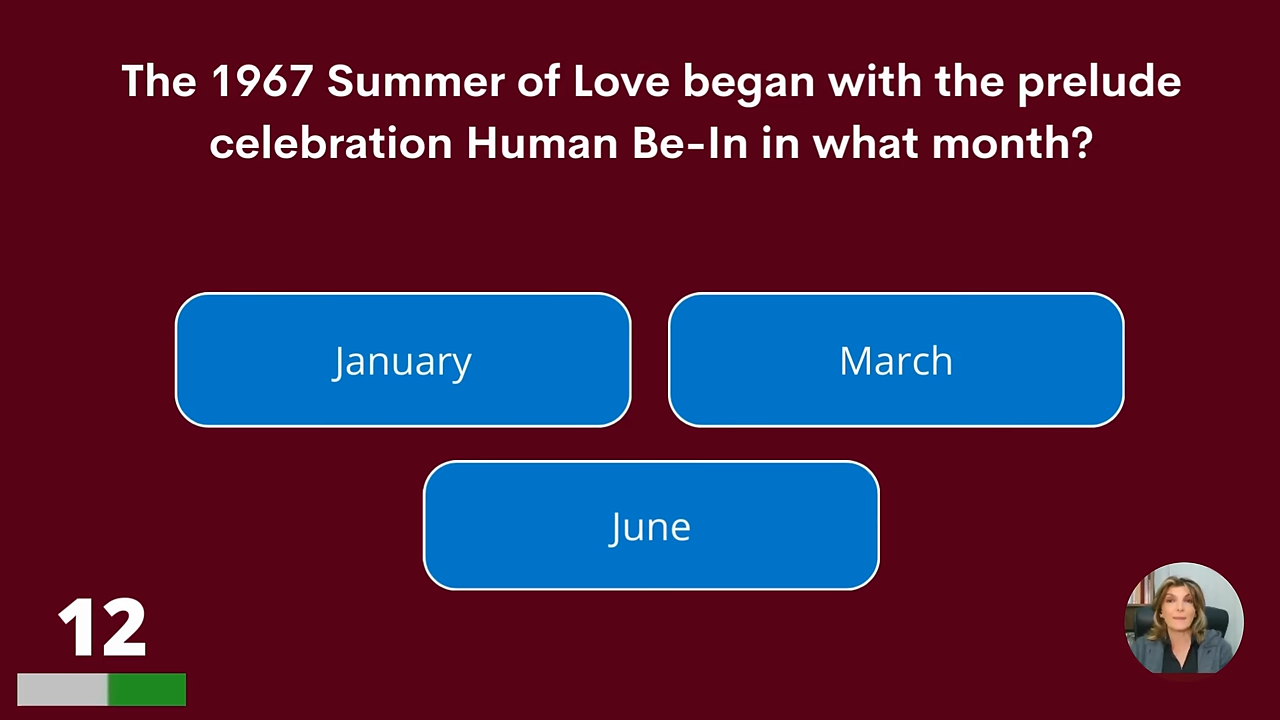 The 1967 Summer of Love began with the prelude
celebration Human Be-In in what month?
January
March
June
12